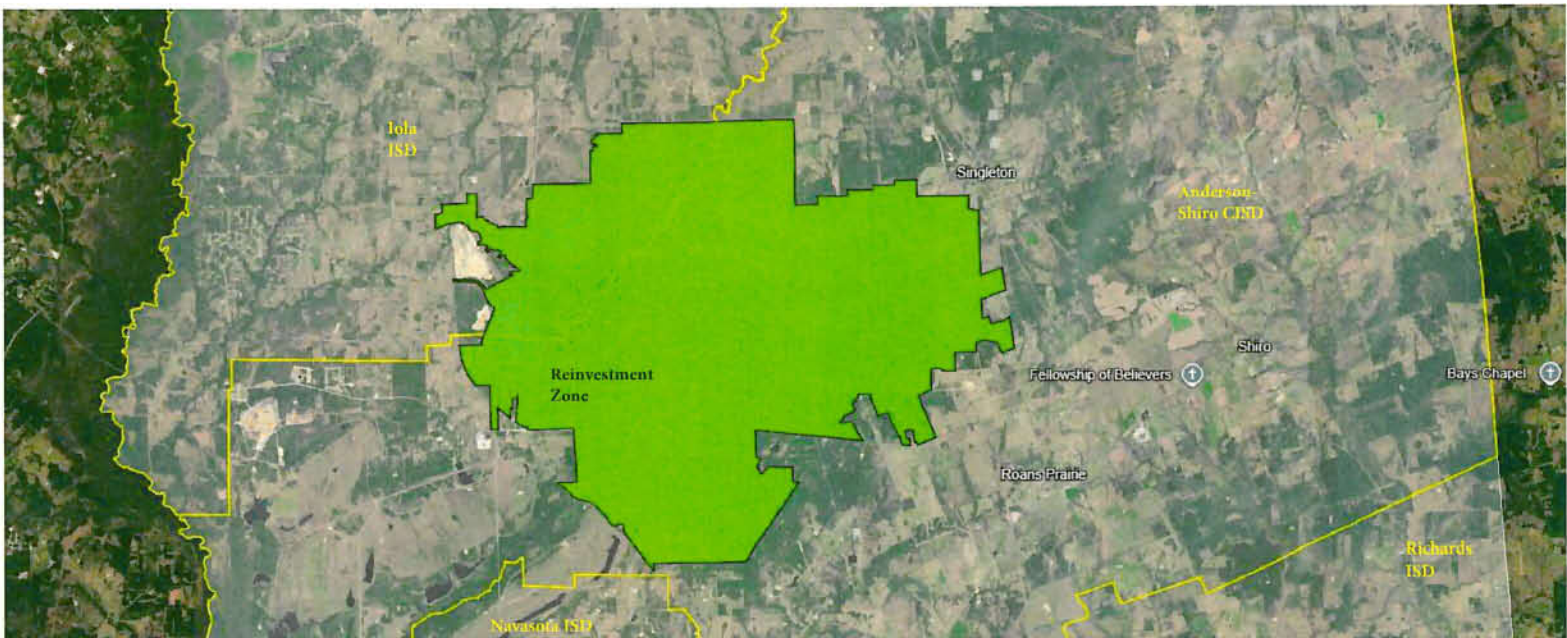 Iola
ISD
Singleton
Anderson-
Shiro CISD
Shiro
Reinvestment
Zone
Fellowship of Believers
Bays Chapel
Roans Prairie
Richards
ISD
Navasota ISD